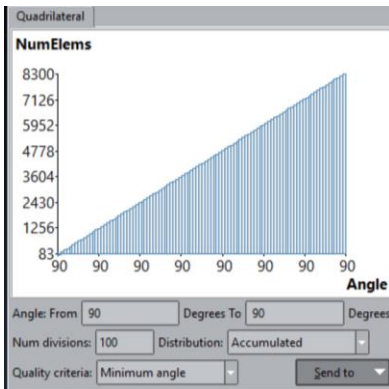 Quadrilateral
NumElems
8300
7126
5952
4778
3604
2430
1256
83
90 90 90 90 90 90 90 90
Angle
Angle: From 90 Degrees To 90 Degrees
Num divisions: 100 Distribution: Accumulated
Quality criteria: Minimum angle Send to